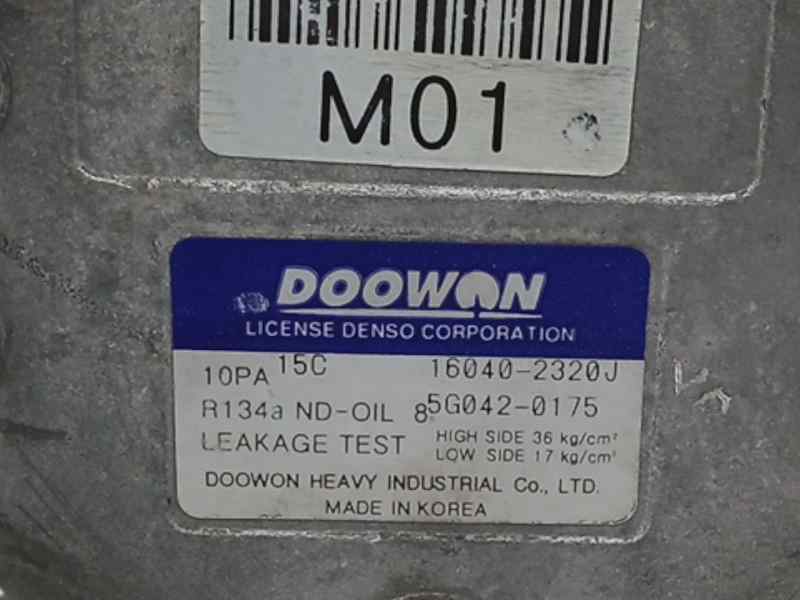 M01
DOOWON
LICENSE DENSO CORPORATION
10PA 15C 16040-2320J
R134a ND-OIL 8 5G042-0175
LEAKAGE TEST HIGH SIDE 36 kg/cm²
LOW SIDE 17 kg/cm²
DOOWON HEAVY INDUSTRIAL Co., LTD.
MADE IN KOREA